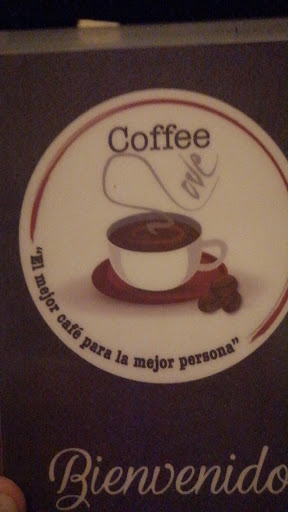 Coffee
Love
"El mejor café para la mejor persona"
Bienvenido